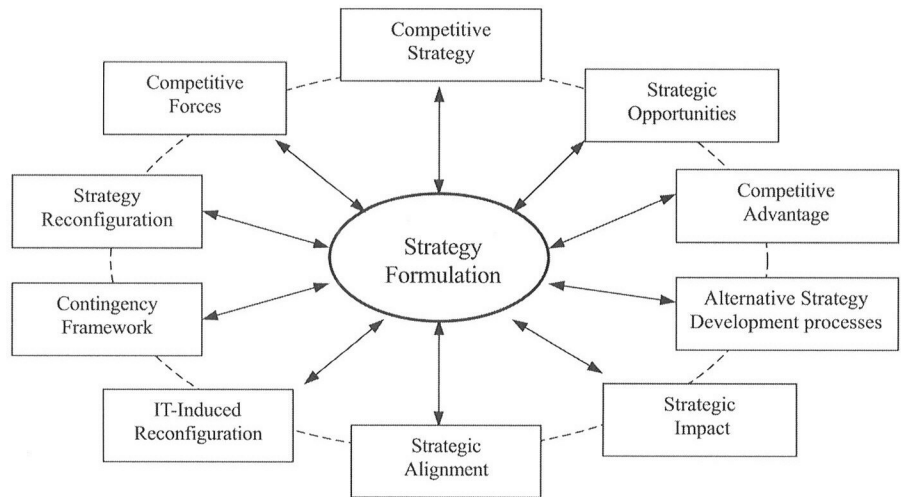 Competitive
Strategy
Competitive
Forces
Strategic
Opportunities
Strategy
Reconfiguration
Competitive
Advantage
Strategy
Formulation
Contingency
Framework
Alternative Strategy
Development processes
IT-Induced
Reconfiguration
Strategic
Impact
Strategic
Alignment